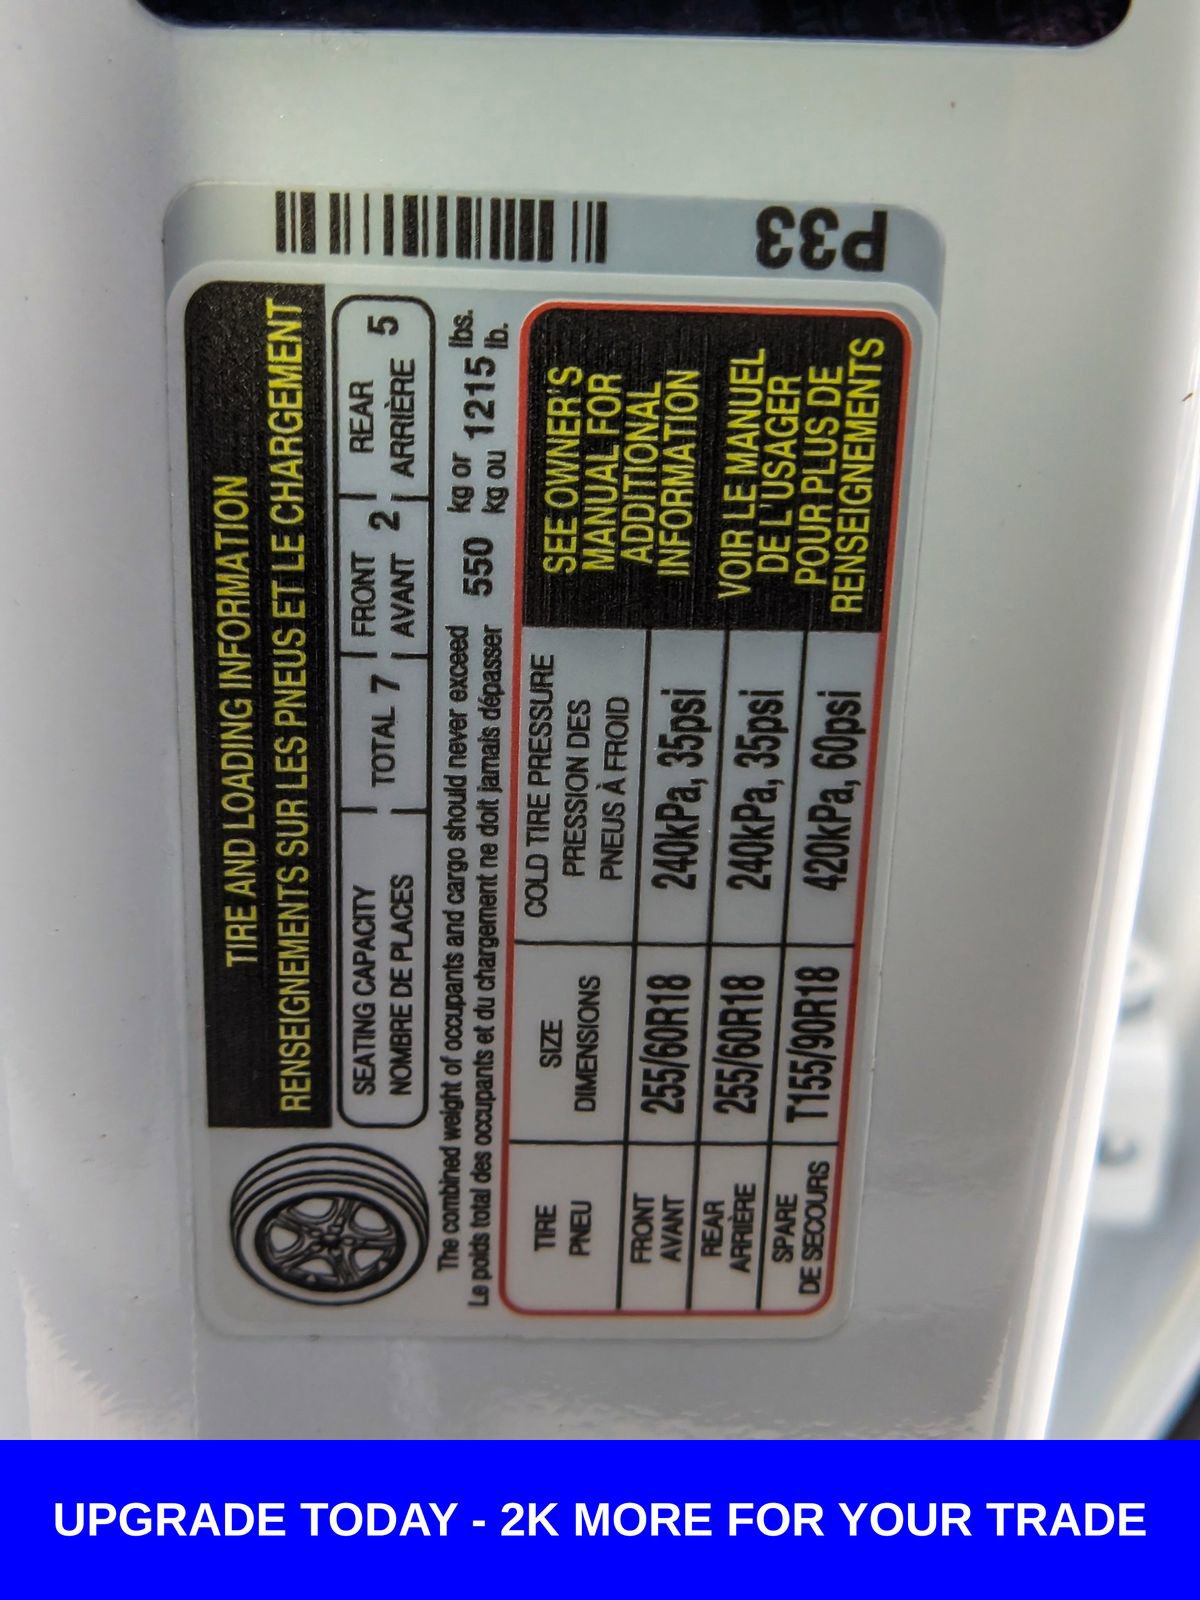 P33
TIRE AND LOADING INFORMATION
RENSEIGNEMENTS SUR LES PNEUS ET LE CHARGEMENT
SEATING CAPACITY
NOMBRE DE PLACES
TOTAL 7
FRONT
AVANT 2
REAR
ARRIÈRE 5
The combined weight of occupants and cargo should never exceed 550 kg or 1215 lbs.
Le poids total des occupants et du chargement ne doit jamais dépasser kg ou lb.
TIRE
PNEU
SIZE
DIMENSIONS
COLD TIRE PRESSURE
PRESSION DES
PNEUS À FROID
FRONT
AVANT
255/60R18
240kPa, 35psi
REAR
ARRIÈRE
255/60R18
240kPa, 35psi
SPARE
DE SECOURS
T155/90R18
420kPa, 60psi
SEE OWNER'S
MANUAL FOR
ADDITIONAL
INFORMATION
VOIR LE MANUEL
DE L'USAGER
POUR PLUS DE
RENSEIGNEMENTS
UPGRADE TODAY - 2K MORE FOR YOUR TRADE